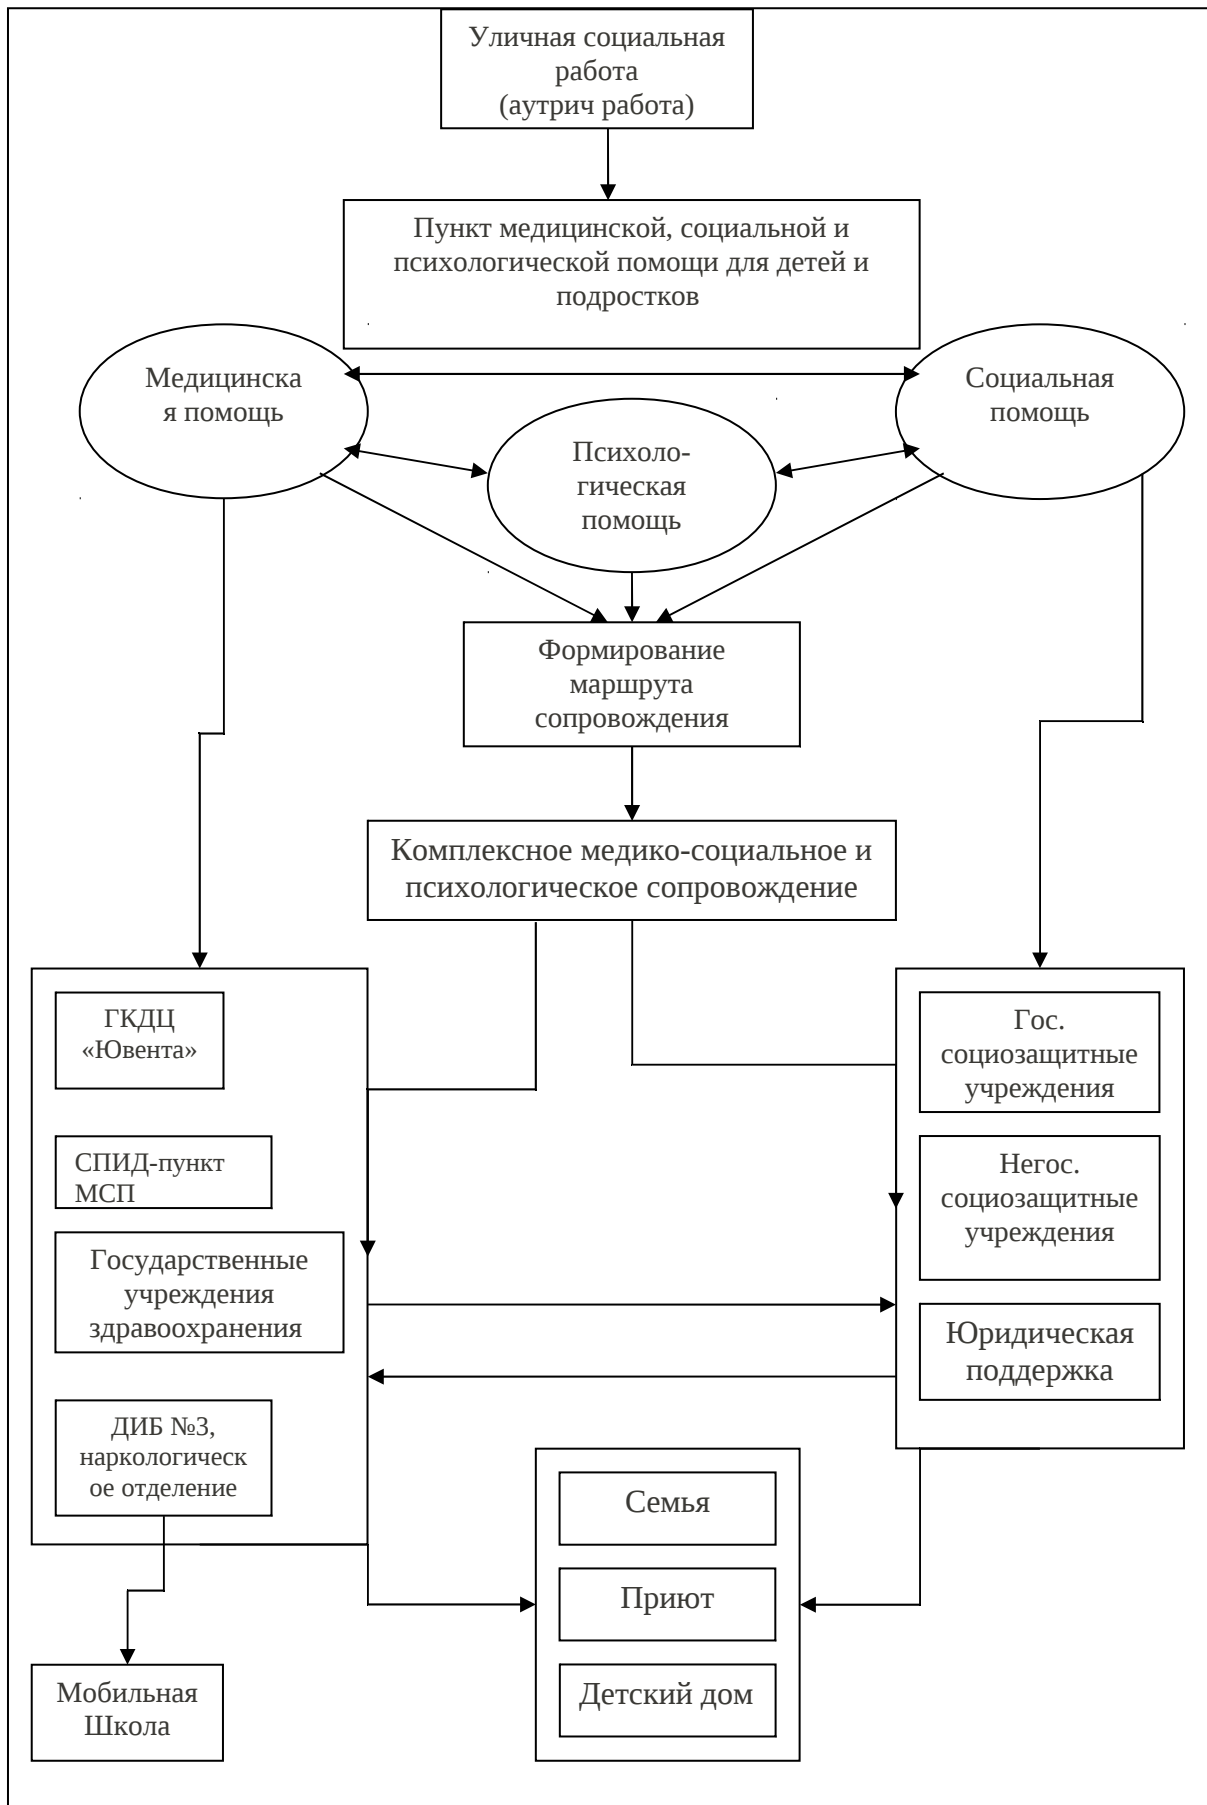 Уличная социальная
работа
(аутрич работа)
Пункт медицинской, социальной и
психологической помощи для детей и
подростков
Медицинска
я помощь
Социальная
помощь
Психоло-
гическая
помощь
Формирование
маршрута
сопровождения
Комплексное медико-социальное и
психологическое сопровождение
ГКДЦ
«Ювента»
СПИД-пункт
МСП
Государственные
учреждения
здравоохранения
ДИБ №3,
наркологическ
ое отделение
Гос.
социозащитные
учреждения
Негос.
социозащитные
учреждения
Юридическая
поддержка
Семья
Приют
Детский дом
Мобильная
Школа